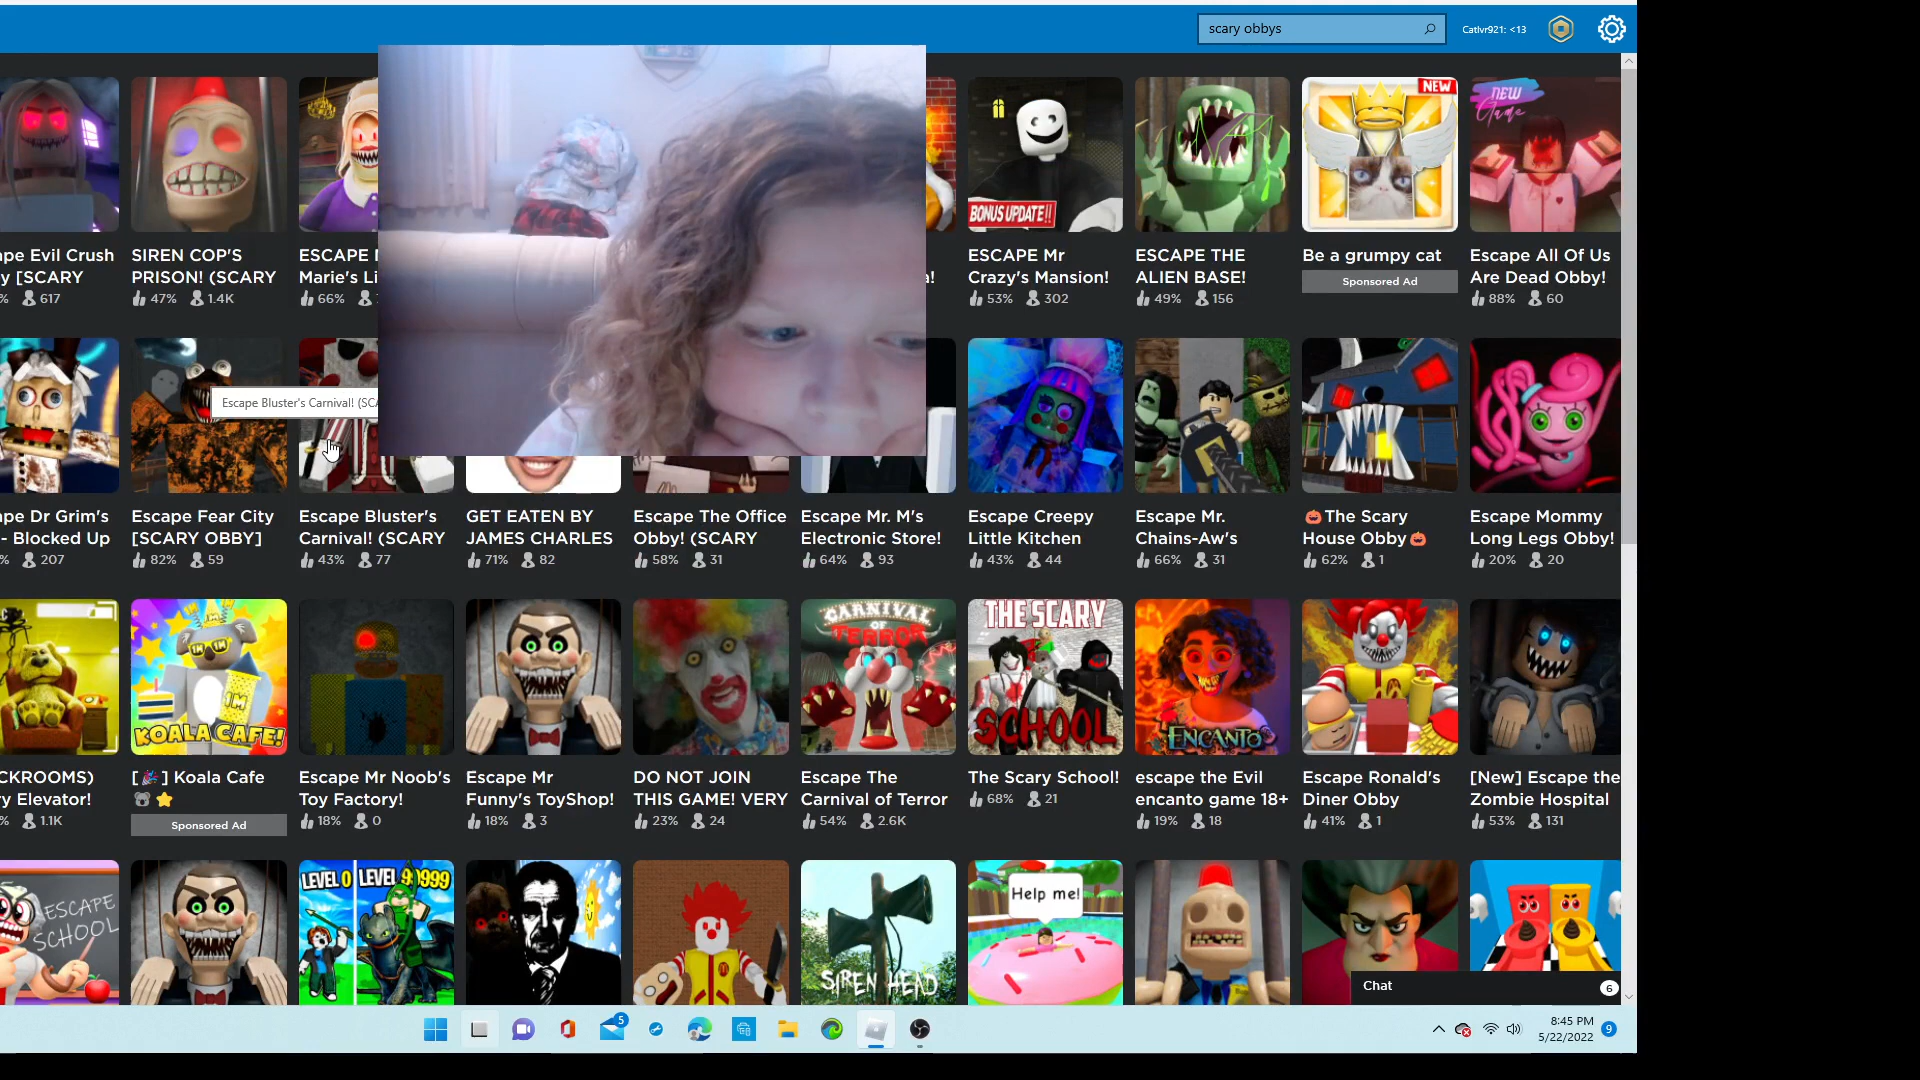 scary obbys
Catlvr921: <13
NEW
NEW
BONUS UPDATE!!
ape Evil Crush
y [SCARY
617
SIREN COP'S
PRISON! (SCARY
47% 1.4K
ESCAPE
Marie's Li
66%
a!
ESCAPE Mr
Crazy's Mansion!
53% 302
ESCAPE THE
ALIEN BASE!
49% 156
Be a grumpy cat
Sponsored Ad
Escape All Of Us
Are Dead Obby!
88% 60
Escape Bluster's Carnival! (SCA
ape Dr Grim's
- Blocked Up
% 207
Escape Fear City
[SCARY OBBY]
82% 59
Escape Bluster's
Carnival! (SCARY
43% 77
GET EATEN BY
JAMES CHARLES
71% 82
Escape The Office
Obby! (SCARY
58% 31
Escape Mr. M's
Electronic Store!
64% 93
Escape Creepy
Little Kitchen
43% 44
Escape Mr.
Chains-Aw's
66% 31
The Scary
House Obby
62% 1
Escape Mommy
Long Legs Obby!
20% 20
KOALA CAFE!
CARNIVAL
OF
TERROR
THE SCARY
SCHOOL
ENCANTO
CKROOMS)
y Elevator!
% 1.1K
[ ] Koala Cafe
Sponsored Ad
Escape Mr Noob's
Toy Factory!
18% 0
Escape Mr
Funny's ToyShop!
18% 3
DO NOT JOIN
THIS GAME! VERY
23% 24
Escape The
Carnival of Terror
54% 2.6K
The Scary School!
68% 21
escape the Evil
encanto game 18+
19% 18
Escape Ronald's
Diner Obby
41% 1
[New] Escape the
Zombie Hospital
53% 131
ESCAPE
SCHOOL
LEVEL 0 LEVEL 99999
SIREN HEAD
Help me!
Chat 6
5
8:45 PM
5/22/2022
9